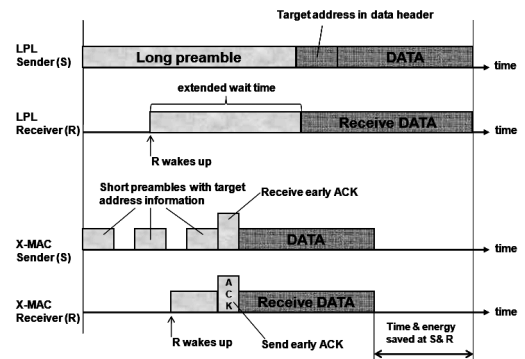 Target address in data header
LPL
Sender (S)
Long preamble
DATA
time
extended wait time
LPL
Receiver (R)
Receive DATA
time
R wakes up
Short preambles with target
address information
Receive early ACK
X-MAC
Sender (S)
DATA
time
X-MAC
Receiver (R)
A
C
K
Receive DATA
time
R wakes up
Send early ACK
Time & energy
saved at S& R